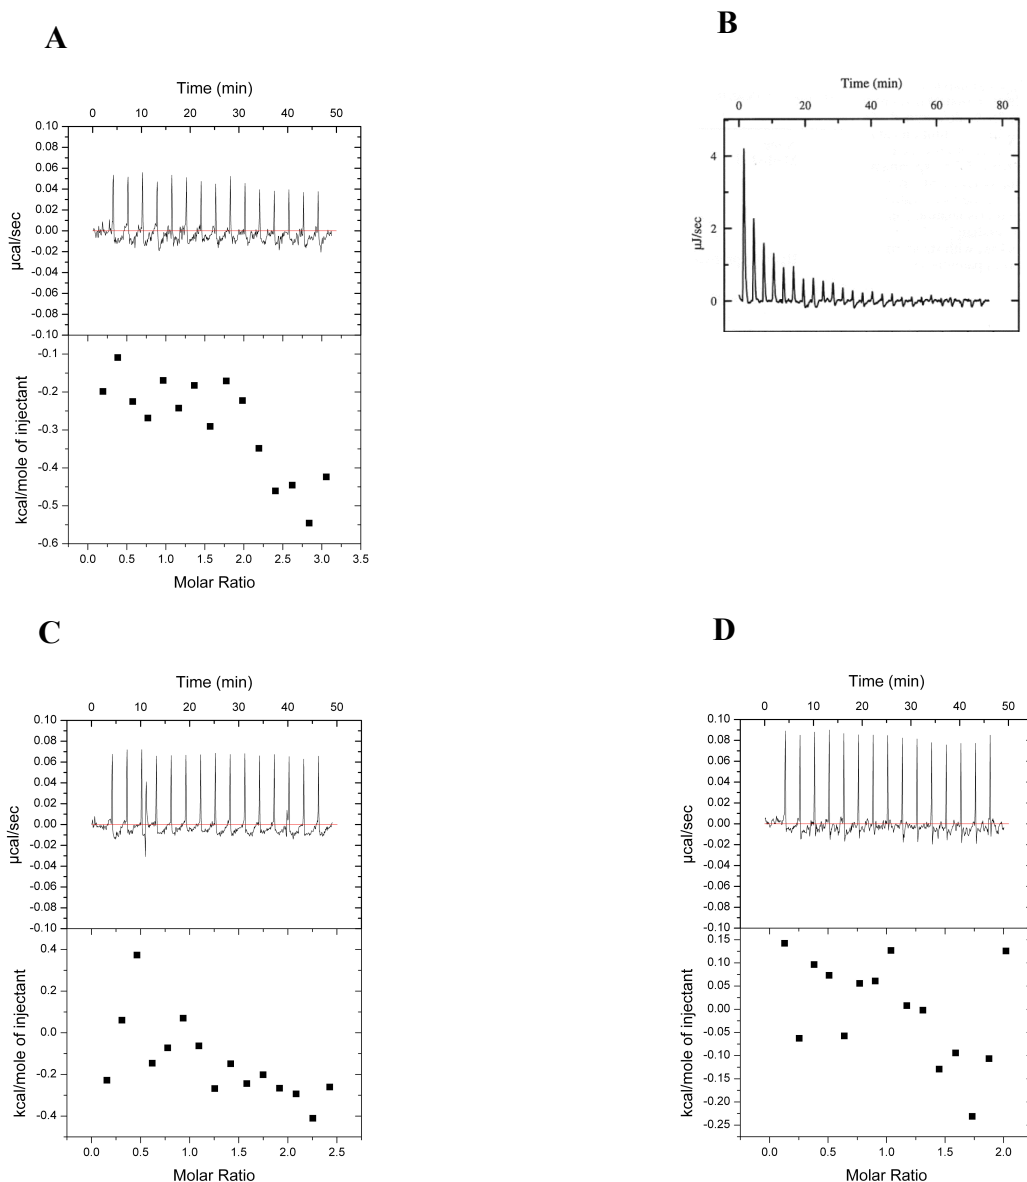 A
Time (min)
0 10 20 30 40 50
0.10
0.08
0.06
0.04
0.02
0.00
-0.02
-0.04
-0.06
-0.08
-0.10
µcal/sec
-0.1
-0.2
-0.3
-0.4
-0.5
-0.6
kcal/mole of injectant
0.0 0.5 1.0 1.5 2.0 2.5 3.0 3.5
Molar Ratio
B
Time (min)
0 20 40 60 80
4
2
0
µJ/sec
C
Time (min)
0 10 20 30 40 50
0.10
0.08
0.06
0.04
0.02
0.00
-0.02
-0.04
-0.06
-0.08
-0.10
µcal/sec
0.4
0.2
0.0
-0.2
-0.4
kcal/mole of injectant
0.0 0.5 1.0 1.5 2.0 2.5
Molar Ratio
D
Time (min)
0 10 20 30 40 50
0.10
0.08
0.06
0.04
0.02
0.00
-0.02
-0.04
-0.06
-0.08
-0.10
µcal/sec
0.15
0.10
0.05
0.00
-0.05
-0.10
-0.15
-0.20
-0.25
kcal/mole of injectant
0.0 0.5 1.0 1.5 2.0
Molar Ratio